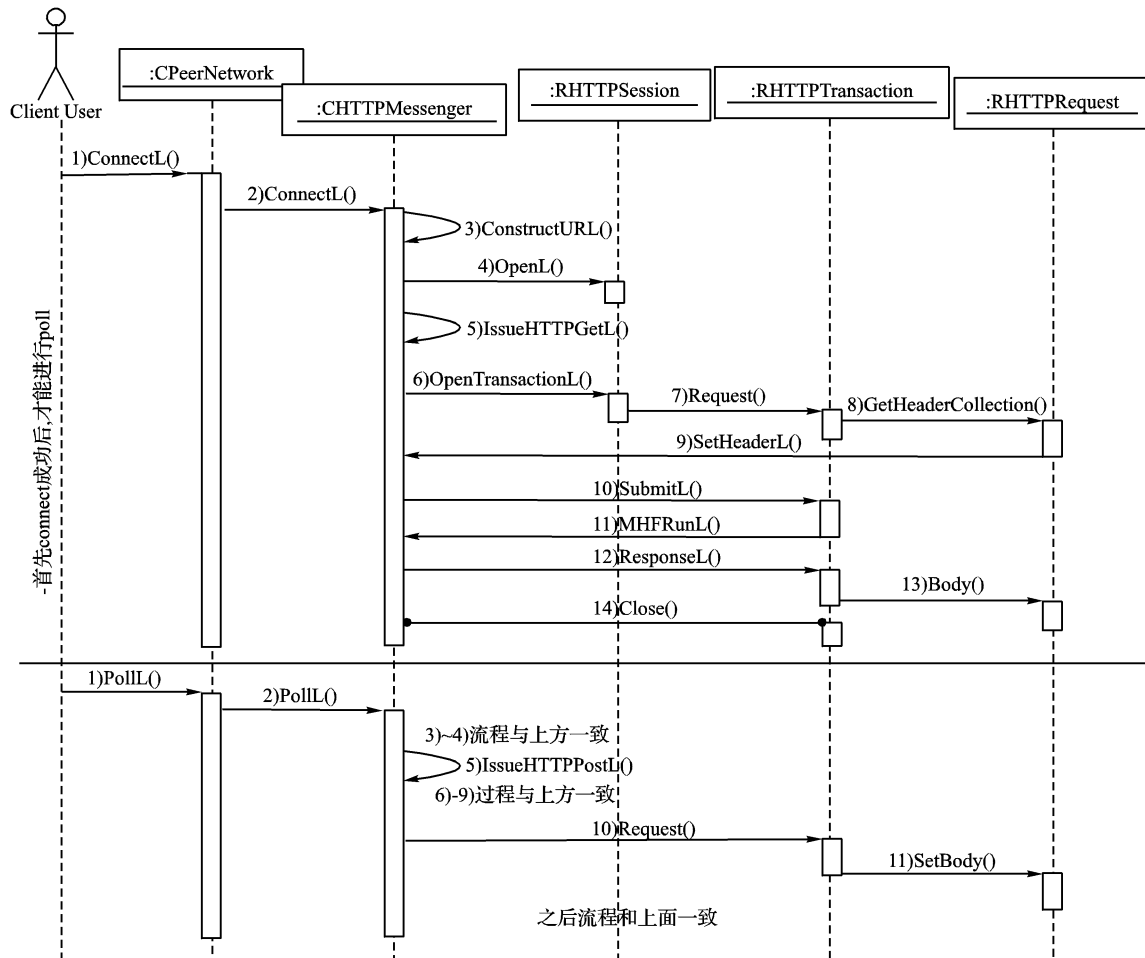 Client User
:CPeerNetwork
:CHTTPMessenger
:RHTTPSession
:RHTTPTransaction
:RHTTPRequest
1)ConnectL()
2)ConnectL()
3)ConstructURL()
4)OpenL()
5)IssueHTTPGetL()
6)OpenTransactionL()
7)Request()
8)GetHeaderCollection()
9)SetHeaderL()
10)SubmitL()
11)MHFRunL()
12)ResponseL()
13)Body()
14)Close()
-首先connect成功后,才能进行poll
1)PollL()
2)PollL()
3)~4)流程与上方一致
5)IssueHTTPPostL()
6)-9)过程与上方一致
10)Request()
11)SetBody()
之后流程和上面一致